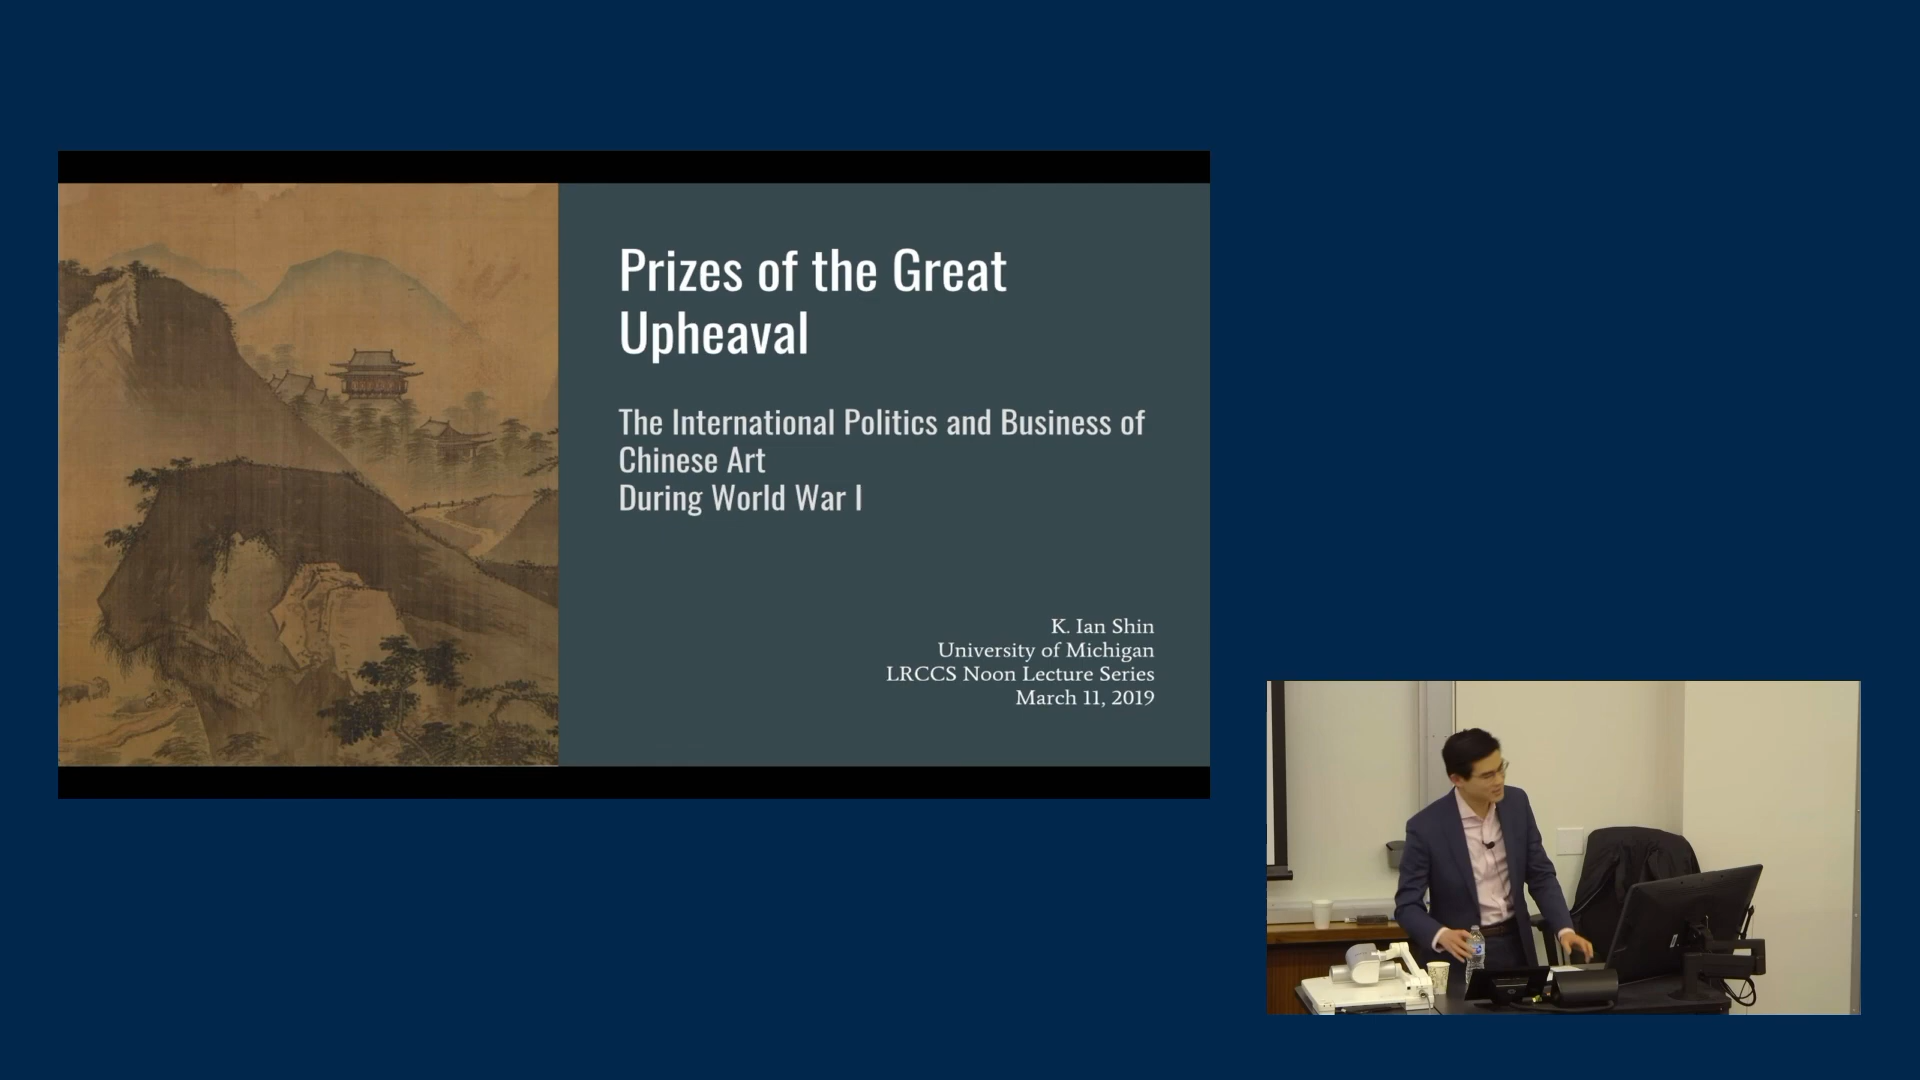 Prizes of the Great
Upheaval
The International Politics and Business of
Chinese Art
During World War I
K. Ian Shin
University of Michigan
LRCCS Noon Lecture Series
March 11, 2019